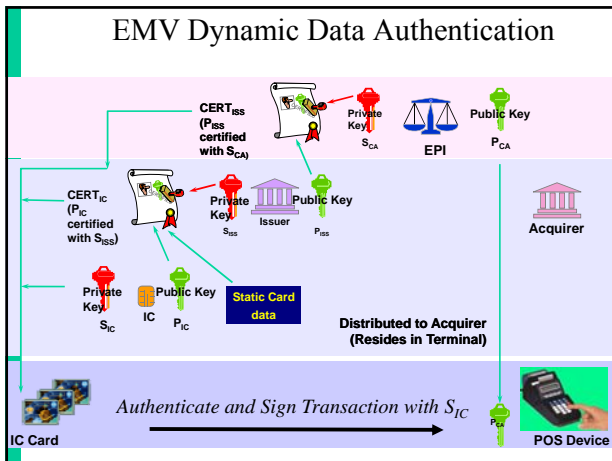 EMV Dynamic Data Authentication
CERTISS
(PISS
certified
with SCA)
Private
Key
SCA
EPI
Public Key
PCA
CERTIC
(PIC
certified
with SISS)
Private
Key
SISS
Issuer
Public Key
PISS
Acquirer
Private
Key
SIC
IC
Public Key
PIC
Static Card
data
Distributed to Acquirer
(Resides in Terminal)
IC Card
Authenticate and Sign Transaction with SIC
PCA
POS Device